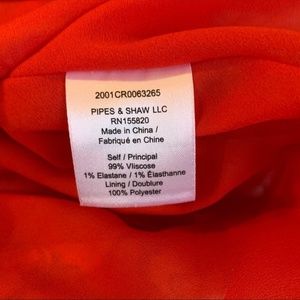 2001CR0063265
PIPES & SHAW LLC
RN155820
Made in China /
Fabriqué en Chine
Self / Principal
99% Vliscose
1% Elastane / 1% Élasthanne
Lining / Doublure
100% Polyester